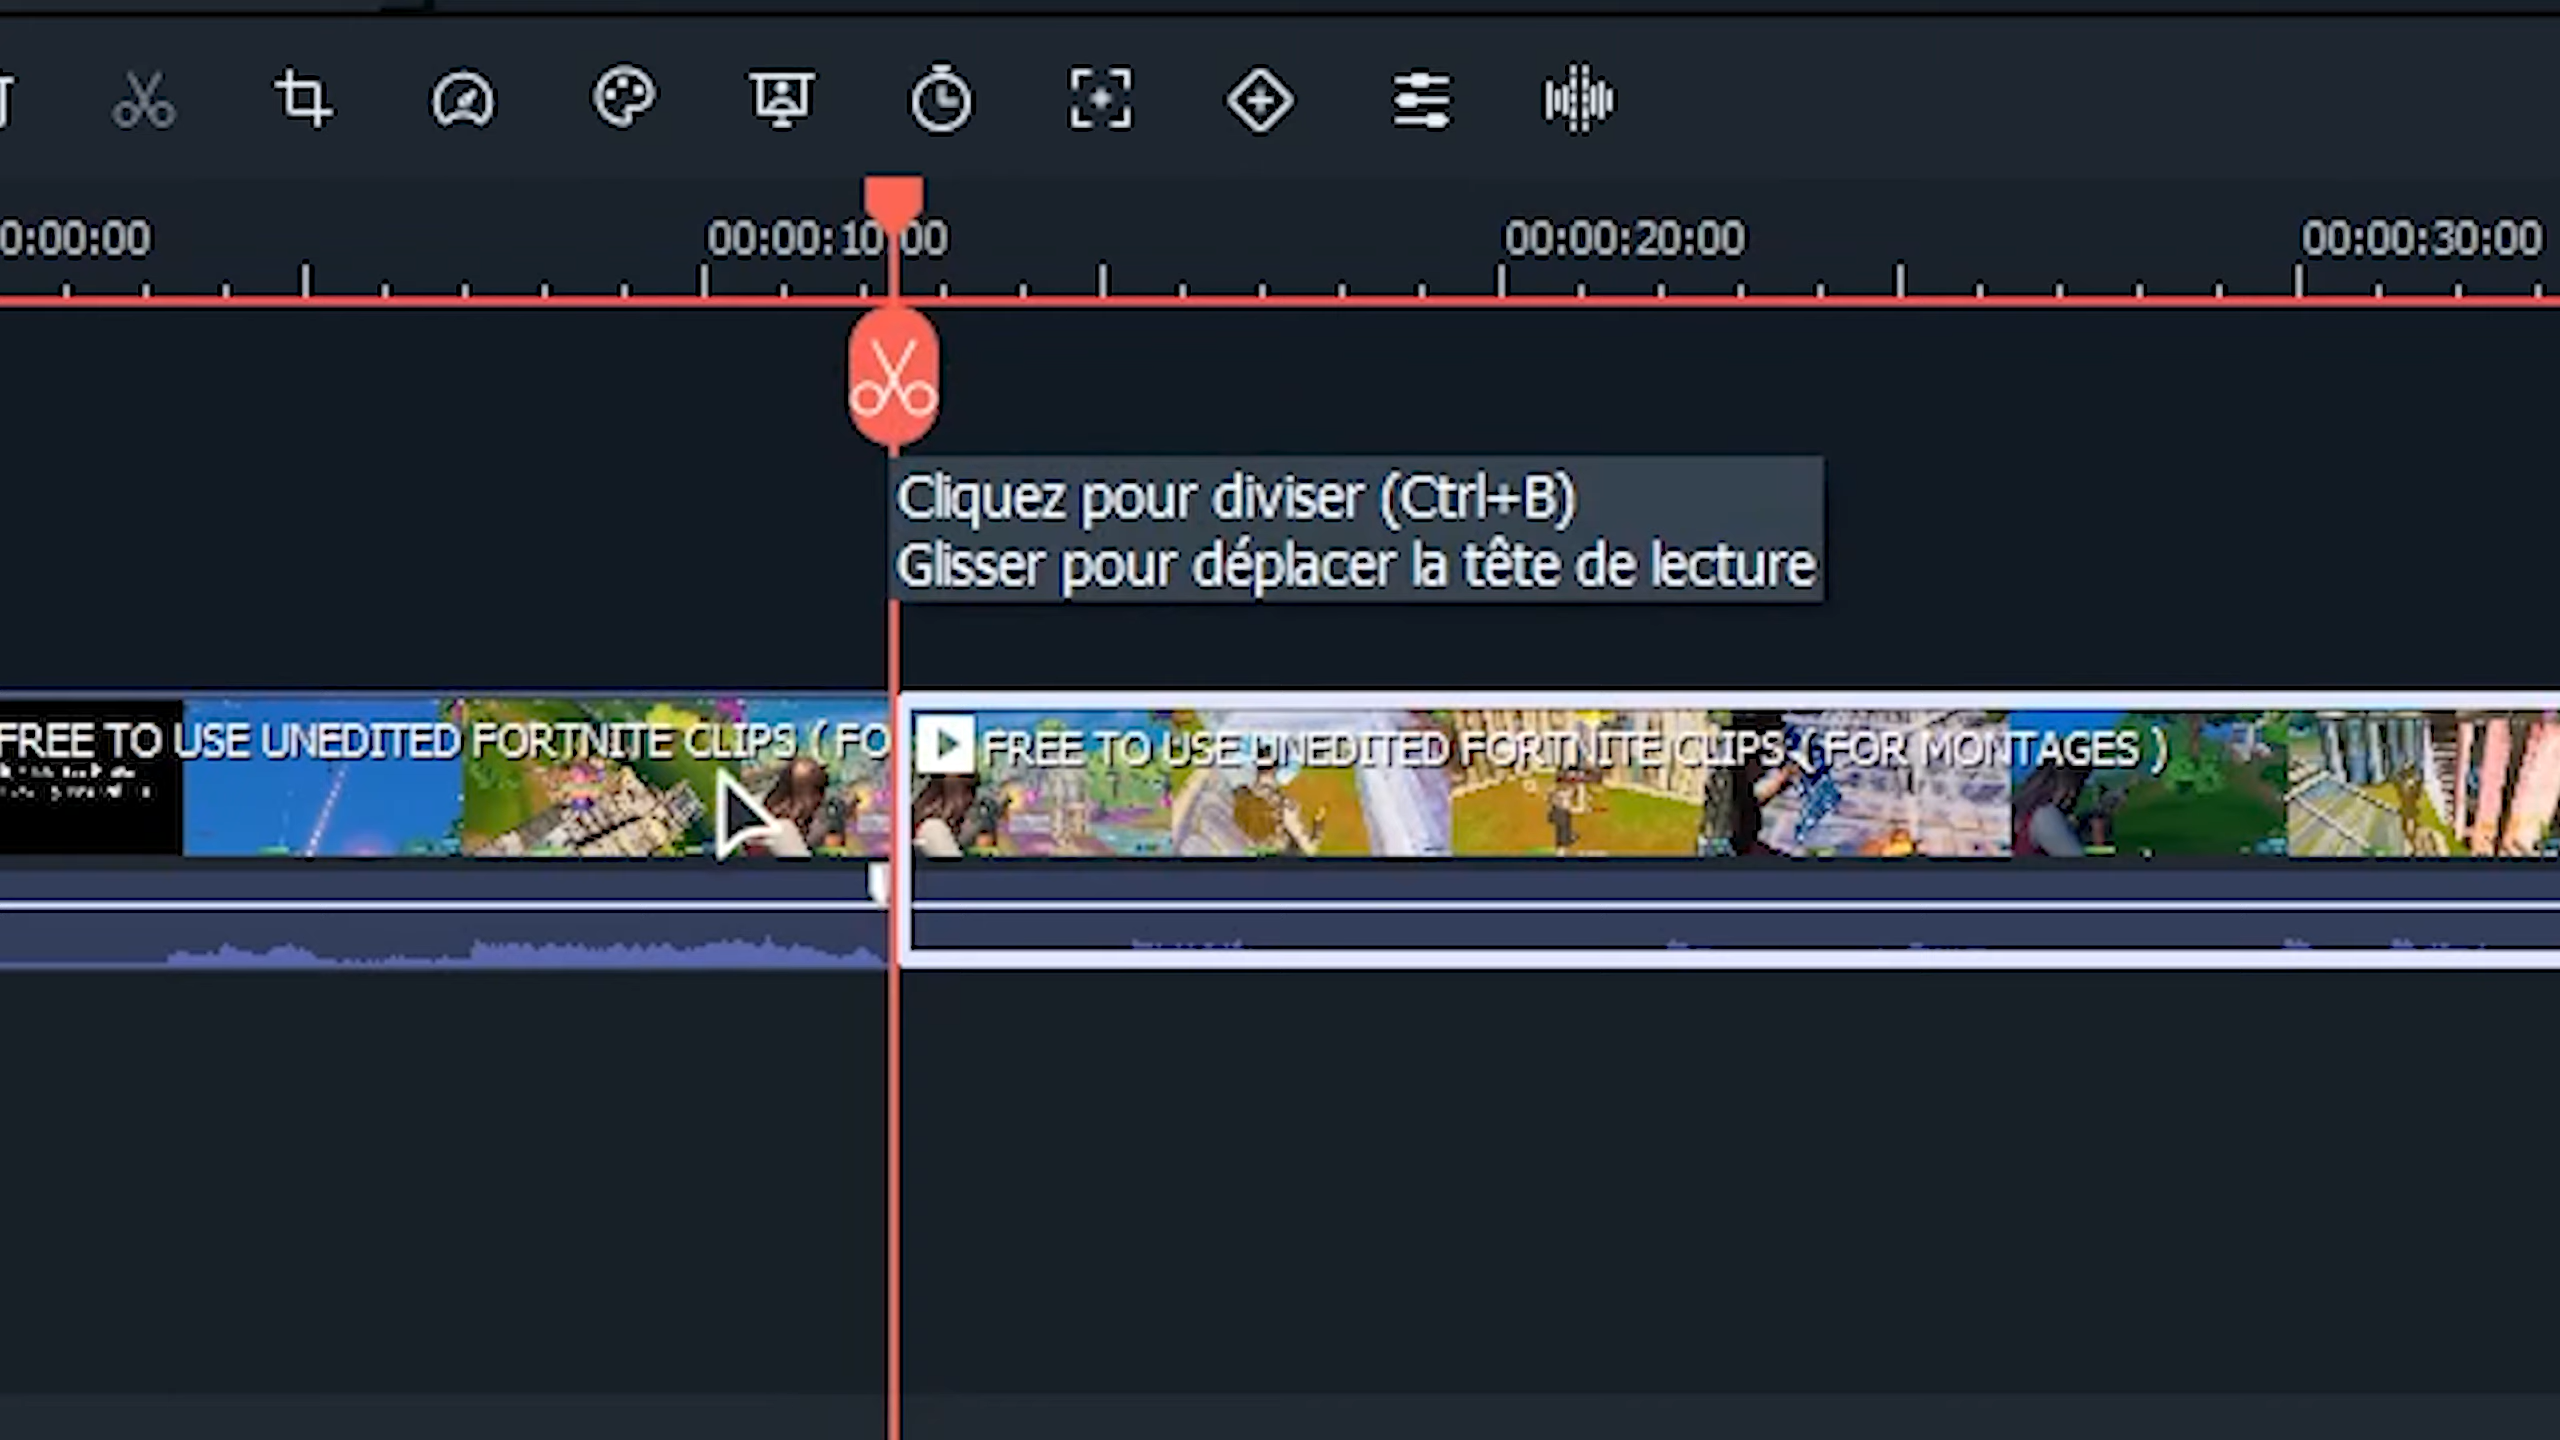 0:00:00
00:00:10:00
00:00:20:00
00:00:30:00
Cliquez pour diviser (Ctrl+B)
Glisser pour déplacer la tête de lecture
FREE TO USE UNEDITED FORTNITE CLIPS ( FO
FREE TO USE UNEDITED FORTNITE CLIPS ( FOR MONTAGES )